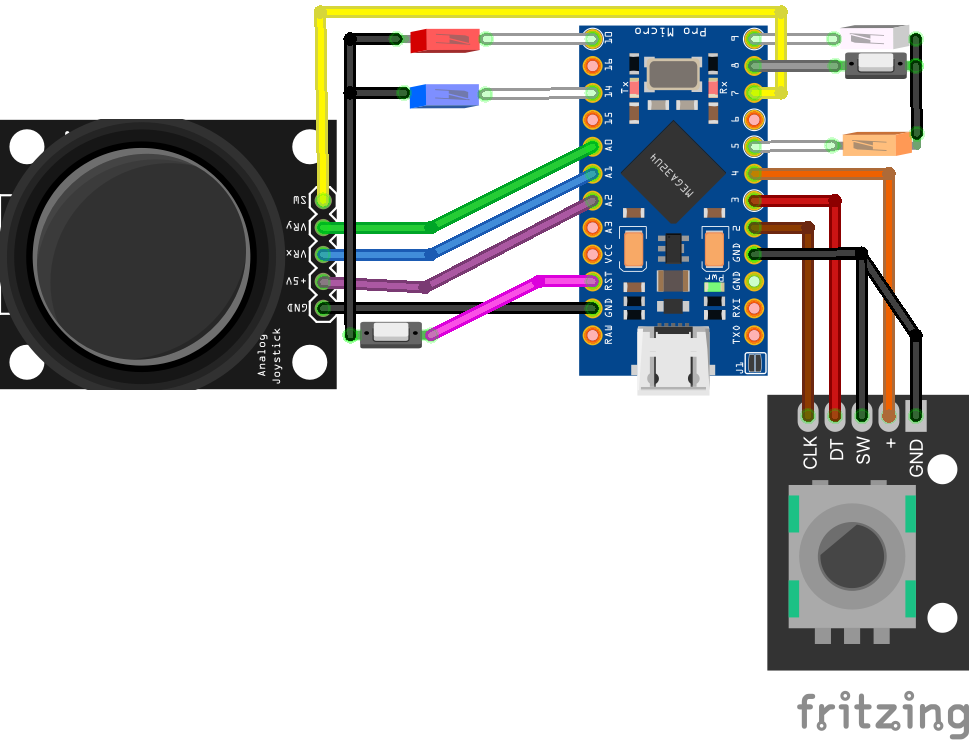 Pro Micro
10
16
14
15
A0
A1
A2
A3
VCC
RST
GND
RAW
Tx
Rx
9
8
7
6
5
4
3
2
GND
GND
RXI
TXO
MEGA32U4
J1
SW
VRy
VRx
+5V
GND
Analog
Joystick
CLK
DT
SW
+
GND
fritzing